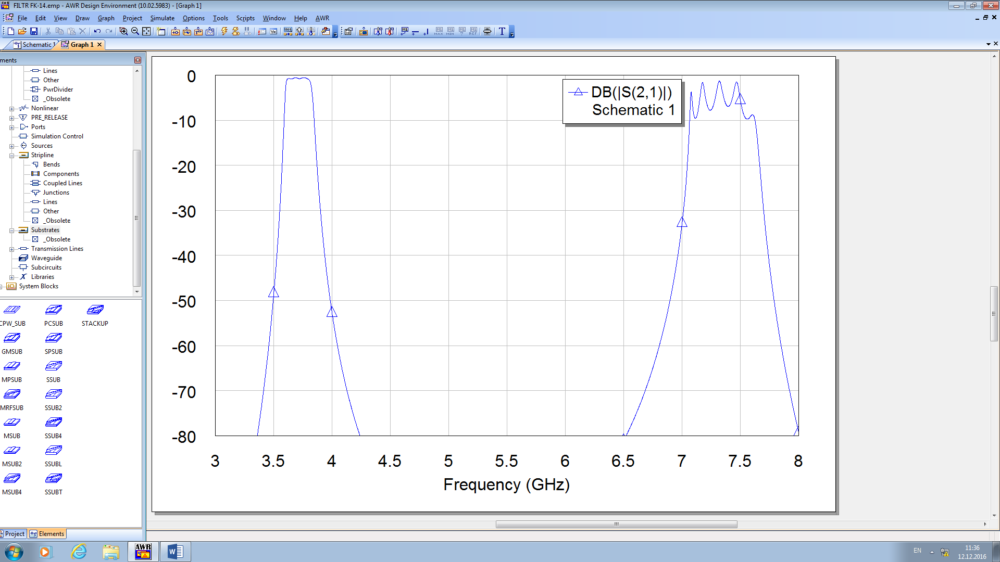 FILTR FK-14.emp - AWR Design Environment (10.02.5983) - [Graph 1]
File Edit View Draw Graph Project Simulate Options Tools Scripts Window Help AWR
Schematic 1 Graph 1
ments
Lines
Other
PwrDivider
_Obsolete
Nonlinear
PRE_RELEASE
Ports
Simulation Control
Sources
Stripline
Bends
Components
Coupled Lines
Junctions
Lines
Other
_Obsolete
Substrates
_Obsolete
Transmission Lines
Waveguide
Subcircuits
Libraries
System Blocks
CPW_SUB PCSUB STACKUP
GMSUB SPSUB
MPSUB SSUB
MRFSUB SSUB2
MSUB SSUB4
MSUB2 SSUBL
MSUB4 SSUBT
Project Elements
0
-10
-20
-30
-40
-50
-60
-70
-80
DB(|S(2,1)|)
Schematic 1
3 3.5 4 4.5 5 5.5 6 6.5 7 7.5 8
Frequency (GHz)
EN
11:36
12.12.2016